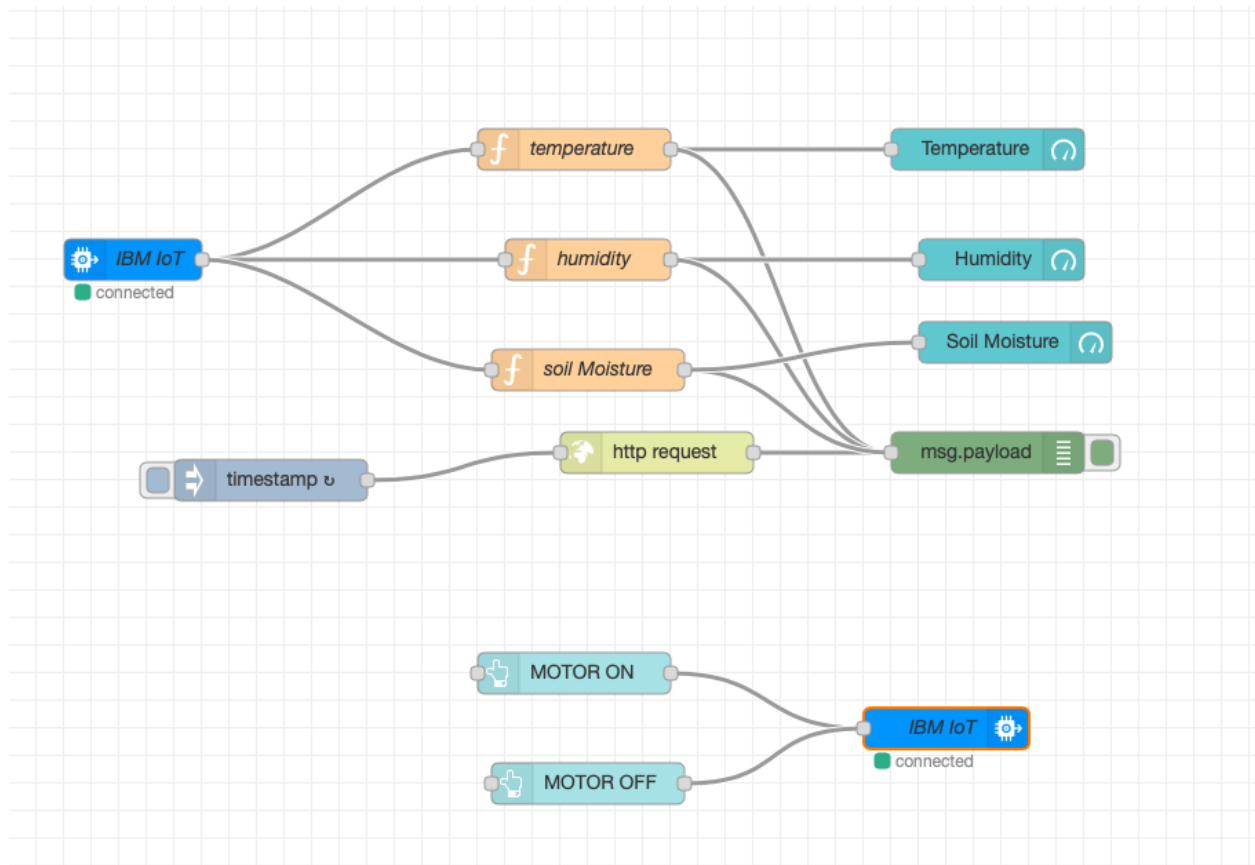 temperature
Temperature
IBM IoT
connected
humidity
Humidity
soil Moisture
Soil Moisture
timestamp ↻
http request
msg.payload
MOTOR ON
IBM IoT
connected
MOTOR OFF